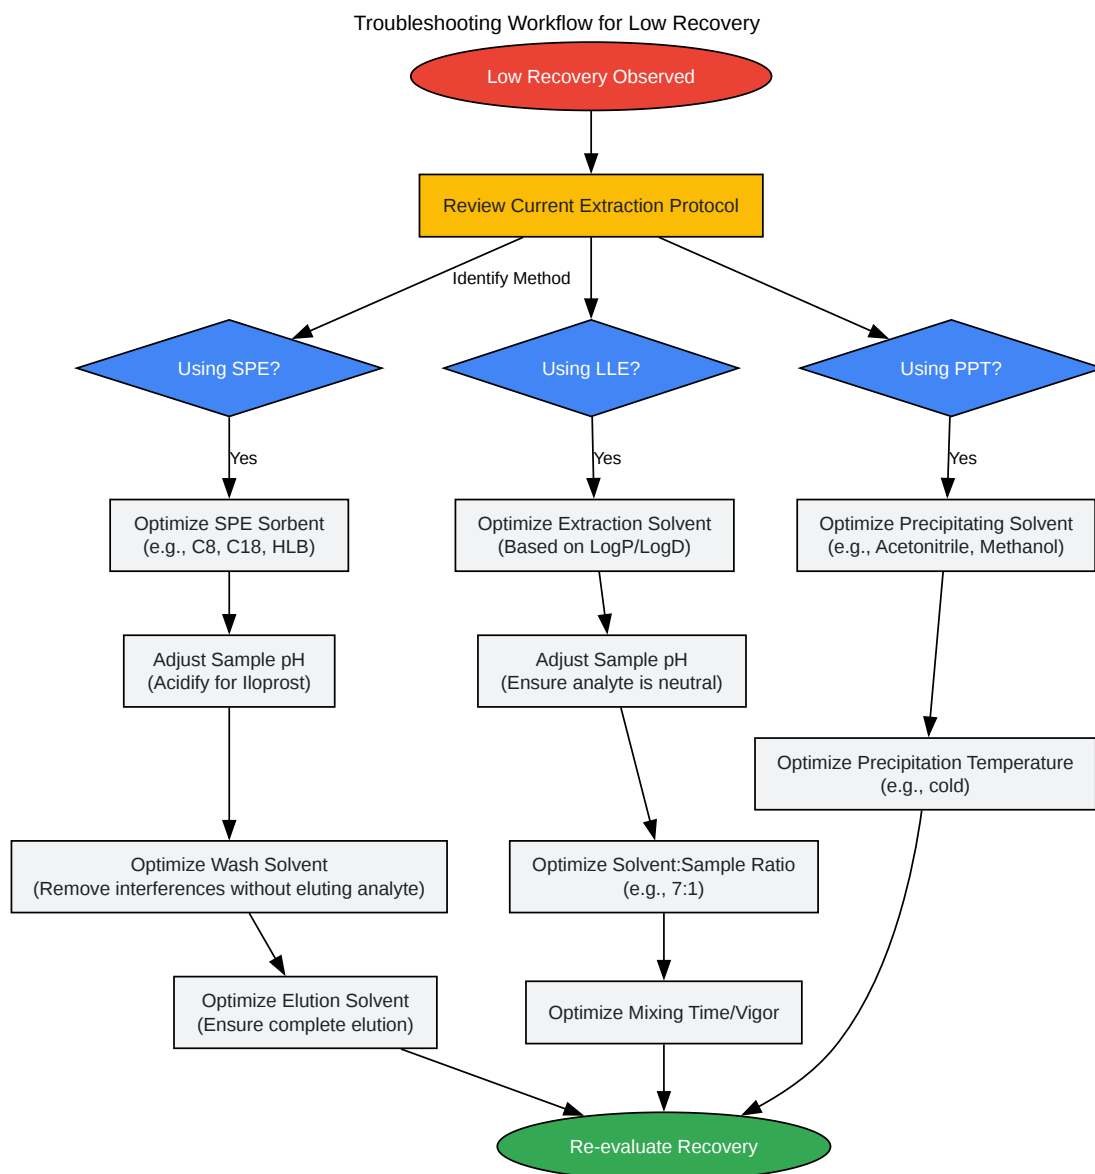 Troubleshooting Workflow for Low Recovery
Low Recovery Observed
Review Current Extraction Protocol
Identify Method
Using SPE?
Using LLE?
Using PPT?
Yes
Yes
Yes
Optimize SPE Sorbent
(e.g., C8, C18, HLB)
Optimize Extraction Solvent
(Based on LogP/LogD)
Optimize Precipitating Solvent
(e.g., Acetonitrile, Methanol)
Adjust Sample pH
(Acidify for Iloprost)
Adjust Sample pH
(Ensure analyte is neutral)
Optimize Precipitation Temperature
(e.g., cold)
Optimize Wash Solvent
(Remove interferences without eluting analyte)
Optimize Solvent:Sample Ratio
(e.g., 7:1)
Optimize Elution Solvent
(Ensure complete elution)
Optimize Mixing Time/Vigor
Re-evaluate Recovery